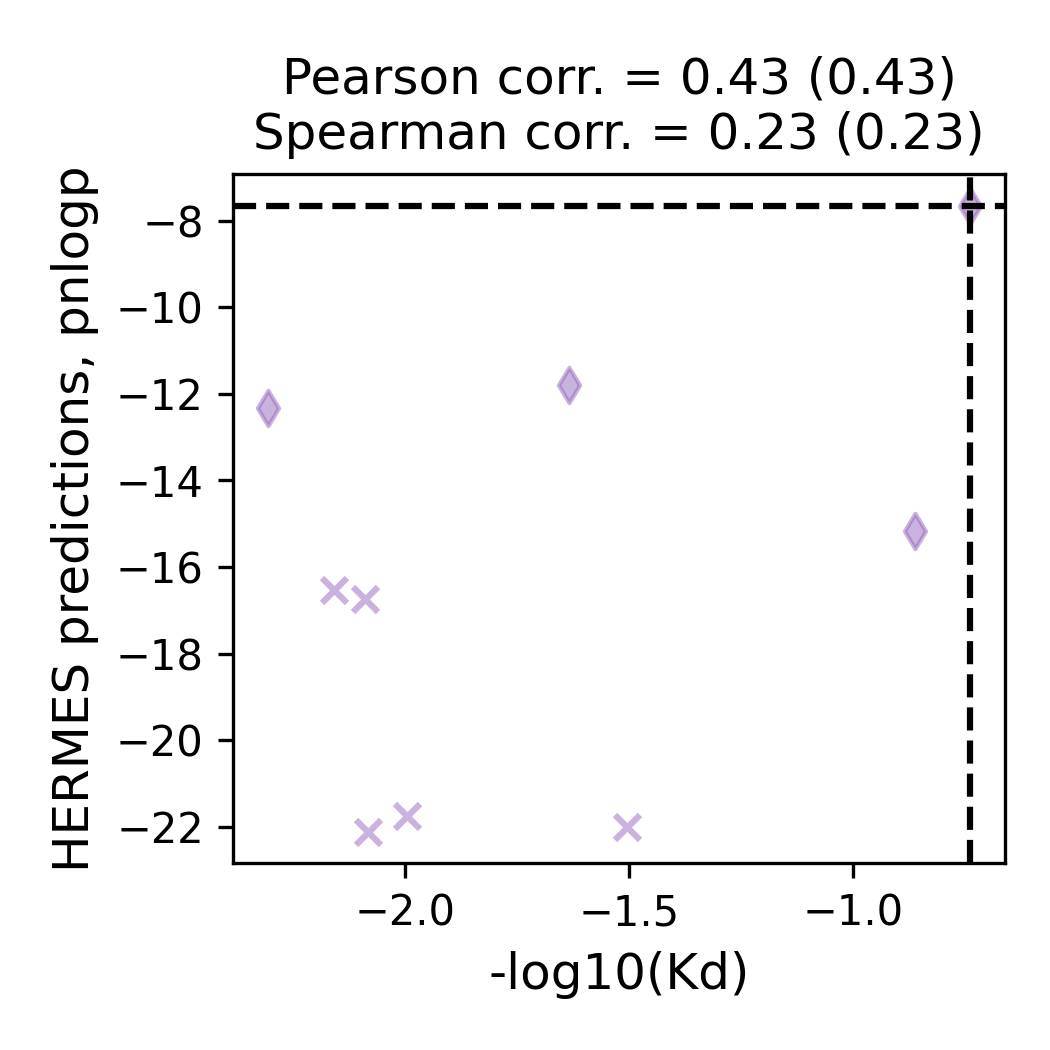 Pearson corr. = 0.43 (0.43)
Spearman corr. = 0.23 (0.23)
HERMES predictions, pnlogp
−8
−10
−12
−14
−16
−18
−20
−22
−2.0
−1.5
−1.0
-log10(Kd)